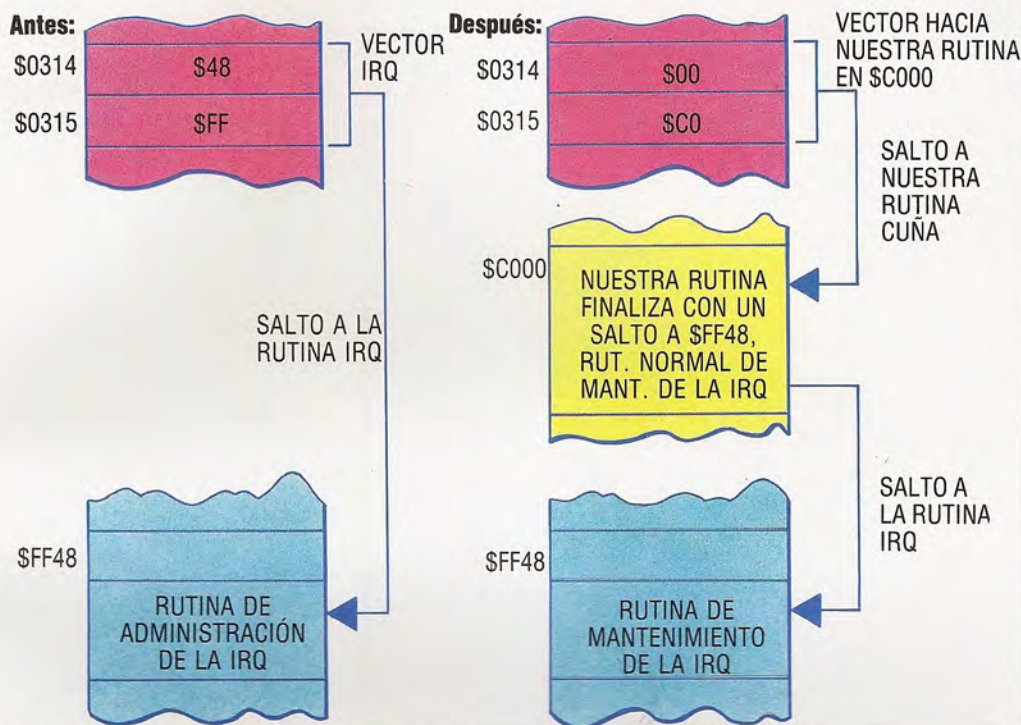 Antes:
$0314
$48
$0315
$FF
VECTOR
IRQ
SALTO A LA
RUTINA IRQ
$FF48
RUTINA DE
ADMINISTRACIÓN
DE LA IRQ
Después:
$0314
$00
$0315
$C0
VECTOR HACIA
NUESTRA RUTINA
EN $C000
SALTO A
NUESTRA
RUTINA
CUÑA
$C000
NUESTRA RUTINA
FINALIZA CON UN
SALTO A $FF48,
RUT. NORMAL DE
MANT. DE LA IRQ
SALTO A
LA RUTINA
IRQ
$FF48
RUTINA DE
MANTENIMIENTO
DE LA IRQ